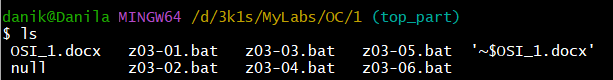 danik@Danila MINGW64 /d/3k1s/MyLabs/OC/1 (top_part)
$ ls
OSI_1.docx z03-01.bat z03-03.bat z03-05.bat '~$OSI_1.docx'
null z03-02.bat z03-04.bat z03-06.bat